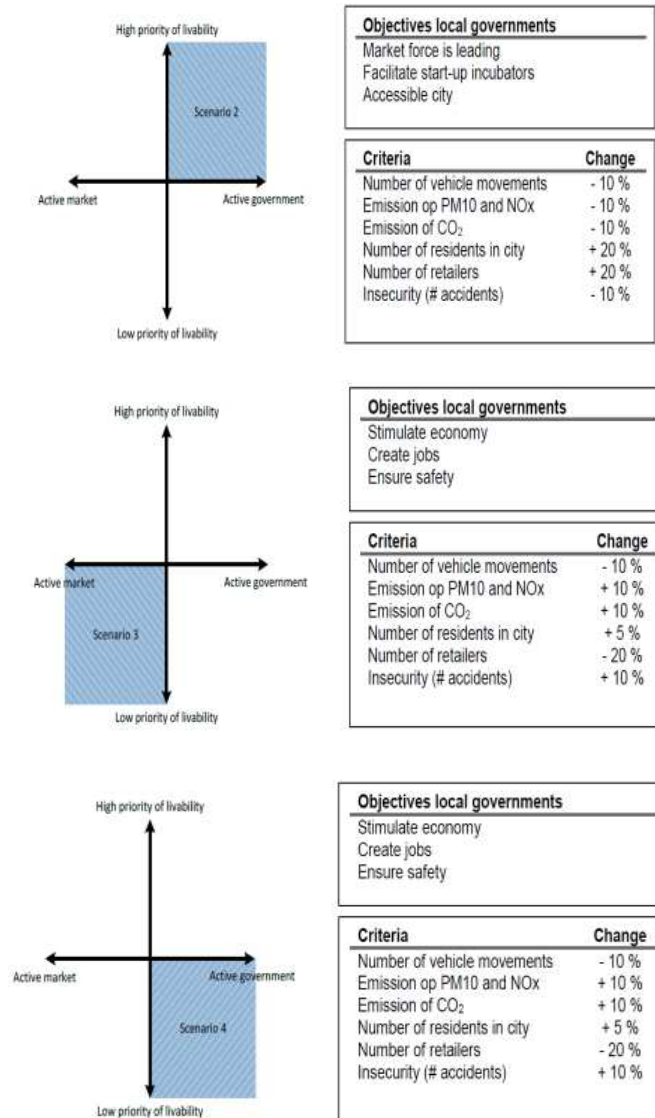 High priority of livability
Scenario 2
Active market
Active government
Low priority of livability
Objectives local governments
Market force is leading
Facilitate start-up incubators
Accessible city
Criteria Change
Number of vehicle movements - 10 %
Emission op PM10 and NOx - 10 %
Emission of CO₂ - 10 %
Number of residents in city + 20 %
Number of retailers + 20 %
Insecurity (# accidents) - 10 %
High priority of livability
Active market
Active government
Scenario 3
Low priority of livability
Objectives local governments
Stimulate economy
Create jobs
Ensure safety
Criteria Change
Number of vehicle movements - 10 %
Emission op PM10 and NOx + 10 %
Emission of CO₂ + 10 %
Number of residents in city + 5 %
Number of retailers - 20 %
Insecurity (# accidents) + 10 %
High priority of livability
Active market
Active government
Scenario 4
Low priority of livability
Objectives local governments
Stimulate economy
Create jobs
Ensure safety
Criteria Change
Number of vehicle movements - 10 %
Emission op PM10 and NOx + 10 %
Emission of CO₂ + 10 %
Number of residents in city + 5 %
Number of retailers - 20 %
Insecurity (# accidents) + 10 %